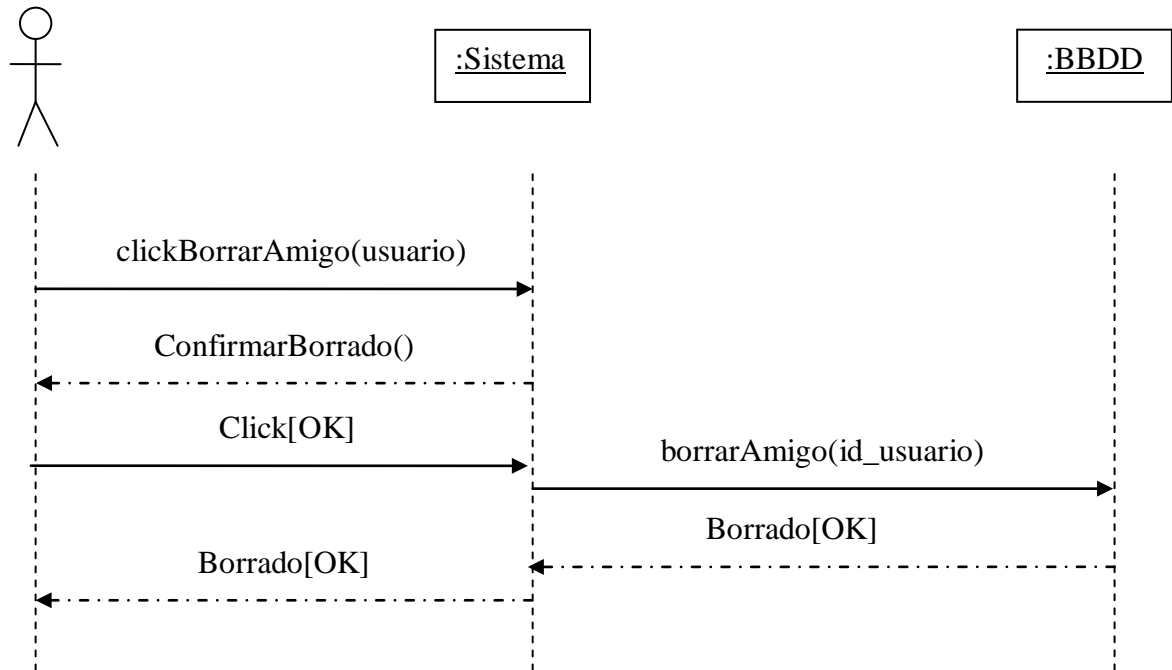 :Sistema
:BBDD
clickBorrarAmigo(usuario)
ConfirmarBorrado()
Click[OK]
borrarAmigo(id_usuario)
Borrado[OK]
Borrado[OK]